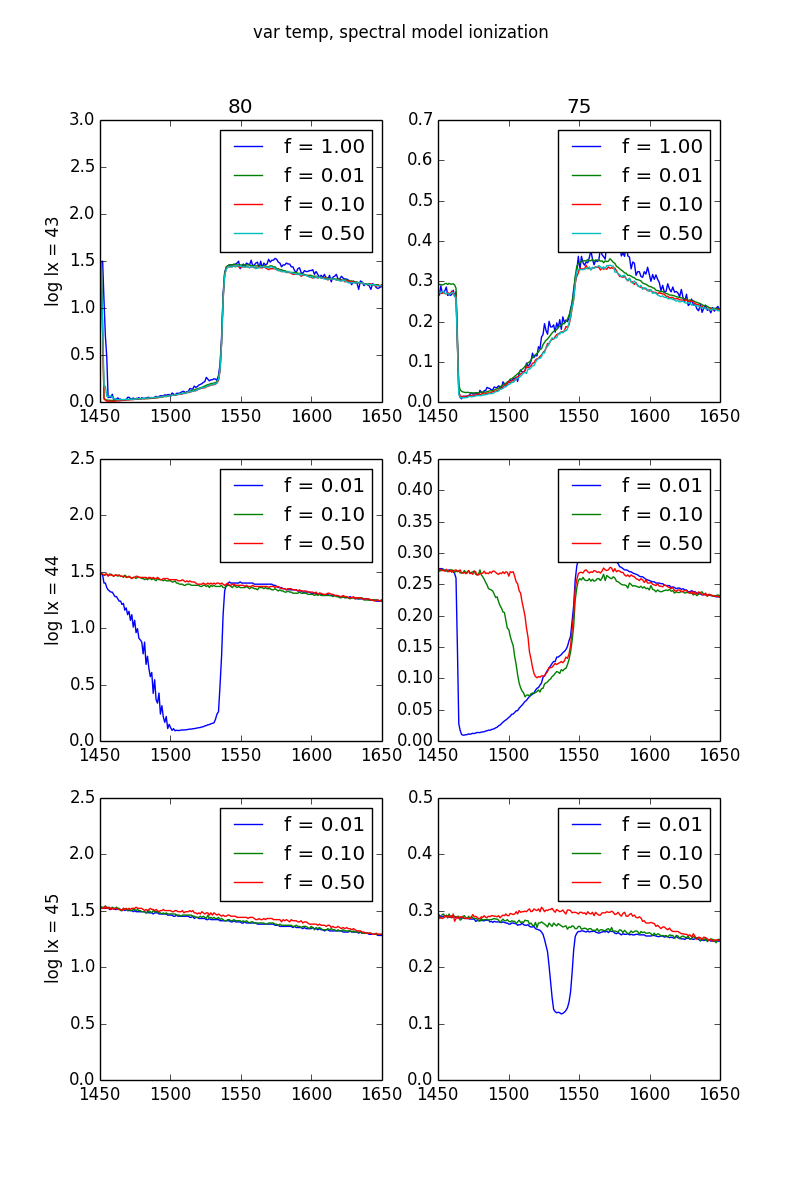 var temp, spectral model ionization
80
75
3.0
2.5
2.0
1.5
1.0
0.5
0.0
log lx = 43
f = 1.00
f = 0.01
f = 0.10
f = 0.50
1450 1500 1550 1600 1650
0.7
0.6
0.5
0.4
0.3
0.2
0.1
0.0
f = 1.00
f = 0.01
f = 0.10
f = 0.50
1450 1500 1550 1600 1650
2.5
2.0
1.5
1.0
0.5
0.0
log lx = 44
f = 0.01
f = 0.10
f = 0.50
1450 1500 1550 1600 1650
0.45
0.40
0.35
0.30
0.25
0.20
0.15
0.10
0.05
0.00
f = 0.01
f = 0.10
f = 0.50
1450 1500 1550 1600 1650
2.5
2.0
1.5
1.0
0.5
0.0
log lx = 45
f = 0.01
f = 0.10
f = 0.50
1450 1500 1550 1600 1650
0.5
0.4
0.3
0.2
0.1
0.0
f = 0.01
f = 0.10
f = 0.50
1450 1500 1550 1600 1650